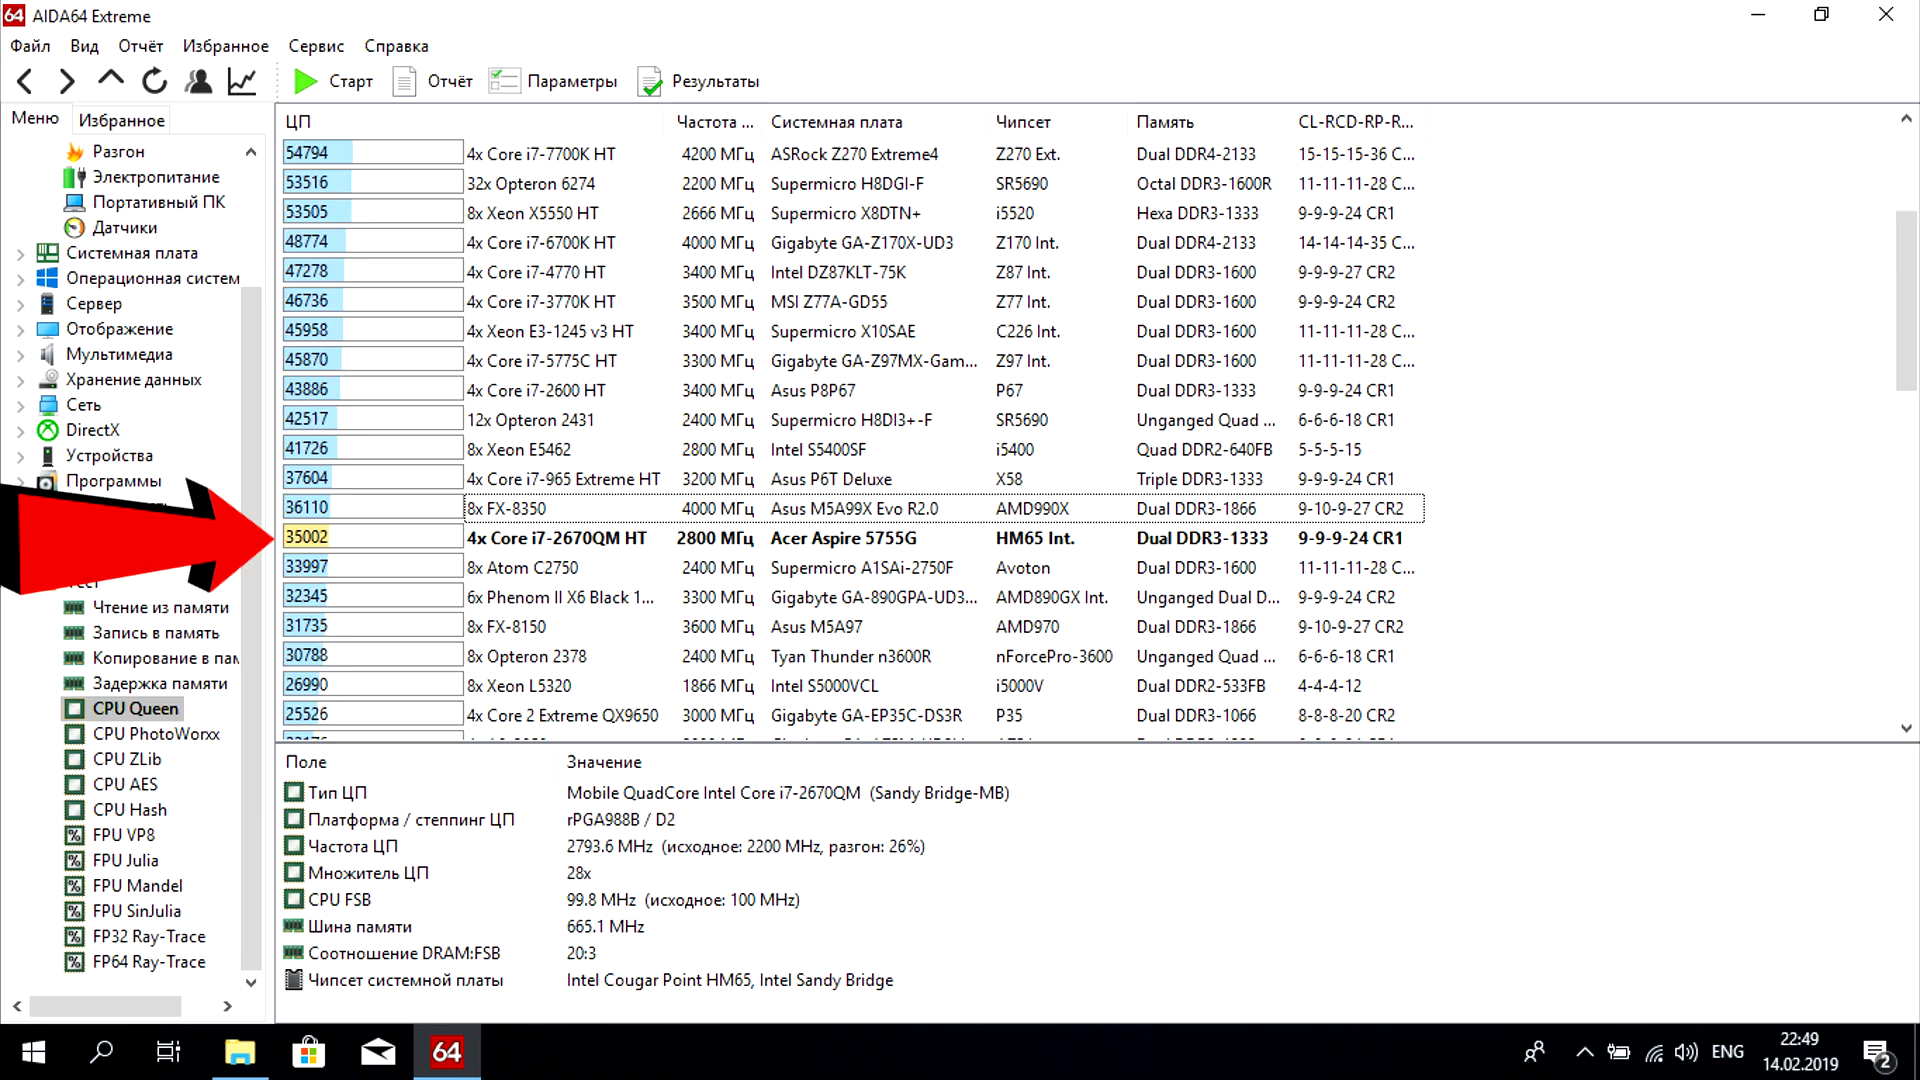 64 AIDA64 Extreme
Файл Вид Отчёт Избранное Сервис Справка
Старт Отчёт Параметры Результаты
Меню Избранное
Разгон
Электропитание
Портативный ПК
Датчики
Системная плата
Операционная систем
Сервер
Отображение
Мультимедиа
Хранение данных
Сеть
DirectX
Устройства
Программы
Чтение из памяти
Запись в память
Копирование в пам
Задержка памяти
CPU Queen
CPU PhotoWorxx
CPU ZLib
CPU AES
CPU Hash
FPU VP8
FPU Julia
FPU Mandel
FPU SinJulia
FP32 Ray-Trace
FP64 Ray-Trace
ЦП Частота ... Системная плата Чипсет Память CL-RCD-RP-R...
54794 4x Core i7-7700K HT 4200 МГц ASRock Z270 Extreme4 Z270 Ext. Dual DDR4-2133 15-15-15-36 C...
53516 32x Opteron 6274 2200 МГц Supermicro H8DGI-F SR5690 Octal DDR3-1600R 11-11-11-28 C...
53505 8x Xeon X5550 HT 2666 МГц Supermicro X8DTN+ i5520 Hexa DDR3-1333 9-9-9-24 CR1
48774 4x Core i7-6700K HT 4000 МГц Gigabyte GA-Z170X-UD3 Z170 Int. Dual DDR4-2133 14-14-14-35 C...
47278 4x Core i7-4770 HT 3400 МГц Intel DZ87KLT-75K Z87 Int. Dual DDR3-1600 9-9-9-27 CR2
46736 4x Core i7-3770K HT 3500 МГц MSI Z77A-GD55 Z77 Int. Dual DDR3-1600 9-9-9-24 CR2
45958 4x Xeon E3-1245 v3 HT 3400 МГц Supermicro X10SAE C226 Int. Dual DDR3-1600 11-11-11-28 C...
45870 4x Core i7-5775C HT 3300 МГц Gigabyte GA-Z97MX-Gam... Z97 Int. Dual DDR3-1600 11-11-11-28 C...
43886 4x Core i7-2600 HT 3400 МГц Asus P8P67 P67 Dual DDR3-1333 9-9-9-24 CR1
42517 12x Opteron 2431 2400 МГц Supermicro H8DI3+-F SR5690 Unganged Quad ... 6-6-6-18 CR1
41726 8x Xeon E5462 2800 МГц Intel S5400SF i5400 Quad DDR2-640FB 5-5-5-15
37604 4x Core i7-965 Extreme HT 3200 МГц Asus P6T Deluxe X58 Triple DDR3-1333 9-9-9-24 CR1
36110 8x FX-8350 4000 МГц Asus M5A99X Evo R2.0 AMD990X Dual DDR3-1866 9-10-9-27 CR2
35002 4x Core i7-2670QM HT 2800 МГц Acer Aspire 5755G HM65 Int. Dual DDR3-1333 9-9-9-24 CR1
33997 8x Atom C2750 2400 МГц Supermicro A1SAi-2750F Avoton Dual DDR3-1600 11-11-11-28 C...
32345 6x Phenom II X6 Black 1... 3300 МГц Gigabyte GA-890GPA-UD3... AMD890GX Int. Unganged Dual D... 9-9-9-24 CR2
31735 8x FX-8150 3600 МГц Asus M5A97 AMD970 Dual DDR3-1866 9-10-9-27 CR2
30788 8x Opteron 2378 2400 МГц Tyan Thunder n3600R nForcePro-3600 Unganged Quad ... 6-6-6-18 CR1
26990 8x Xeon L5320 1866 МГц Intel S5000VCL i5000V Dual DDR2-533FB 4-4-4-12
25526 4x Core 2 Extreme QX9650 3000 МГц Gigabyte GA-EP35C-DS3R P35 Dual DDR3-1066 8-8-8-20 CR2
Поле Значение
Тип ЦП Mobile QuadCore Intel Core i7-2670QM (Sandy Bridge-MB)
Платформа / степпинг ЦП rPGA988B / D2
Частота ЦП 2793.6 MHz (исходное: 2200 MHz, разгон: 26%)
Множитель ЦП 28x
CPU FSB 99.8 MHz (исходное: 100 MHz)
Шина памяти 665.1 MHz
Соотношение DRAM:FSB 20:3
Чипсет системной платы Intel Cougar Point HM65, Intel Sandy Bridge
64 ENG 22:49
14.02.2019
2